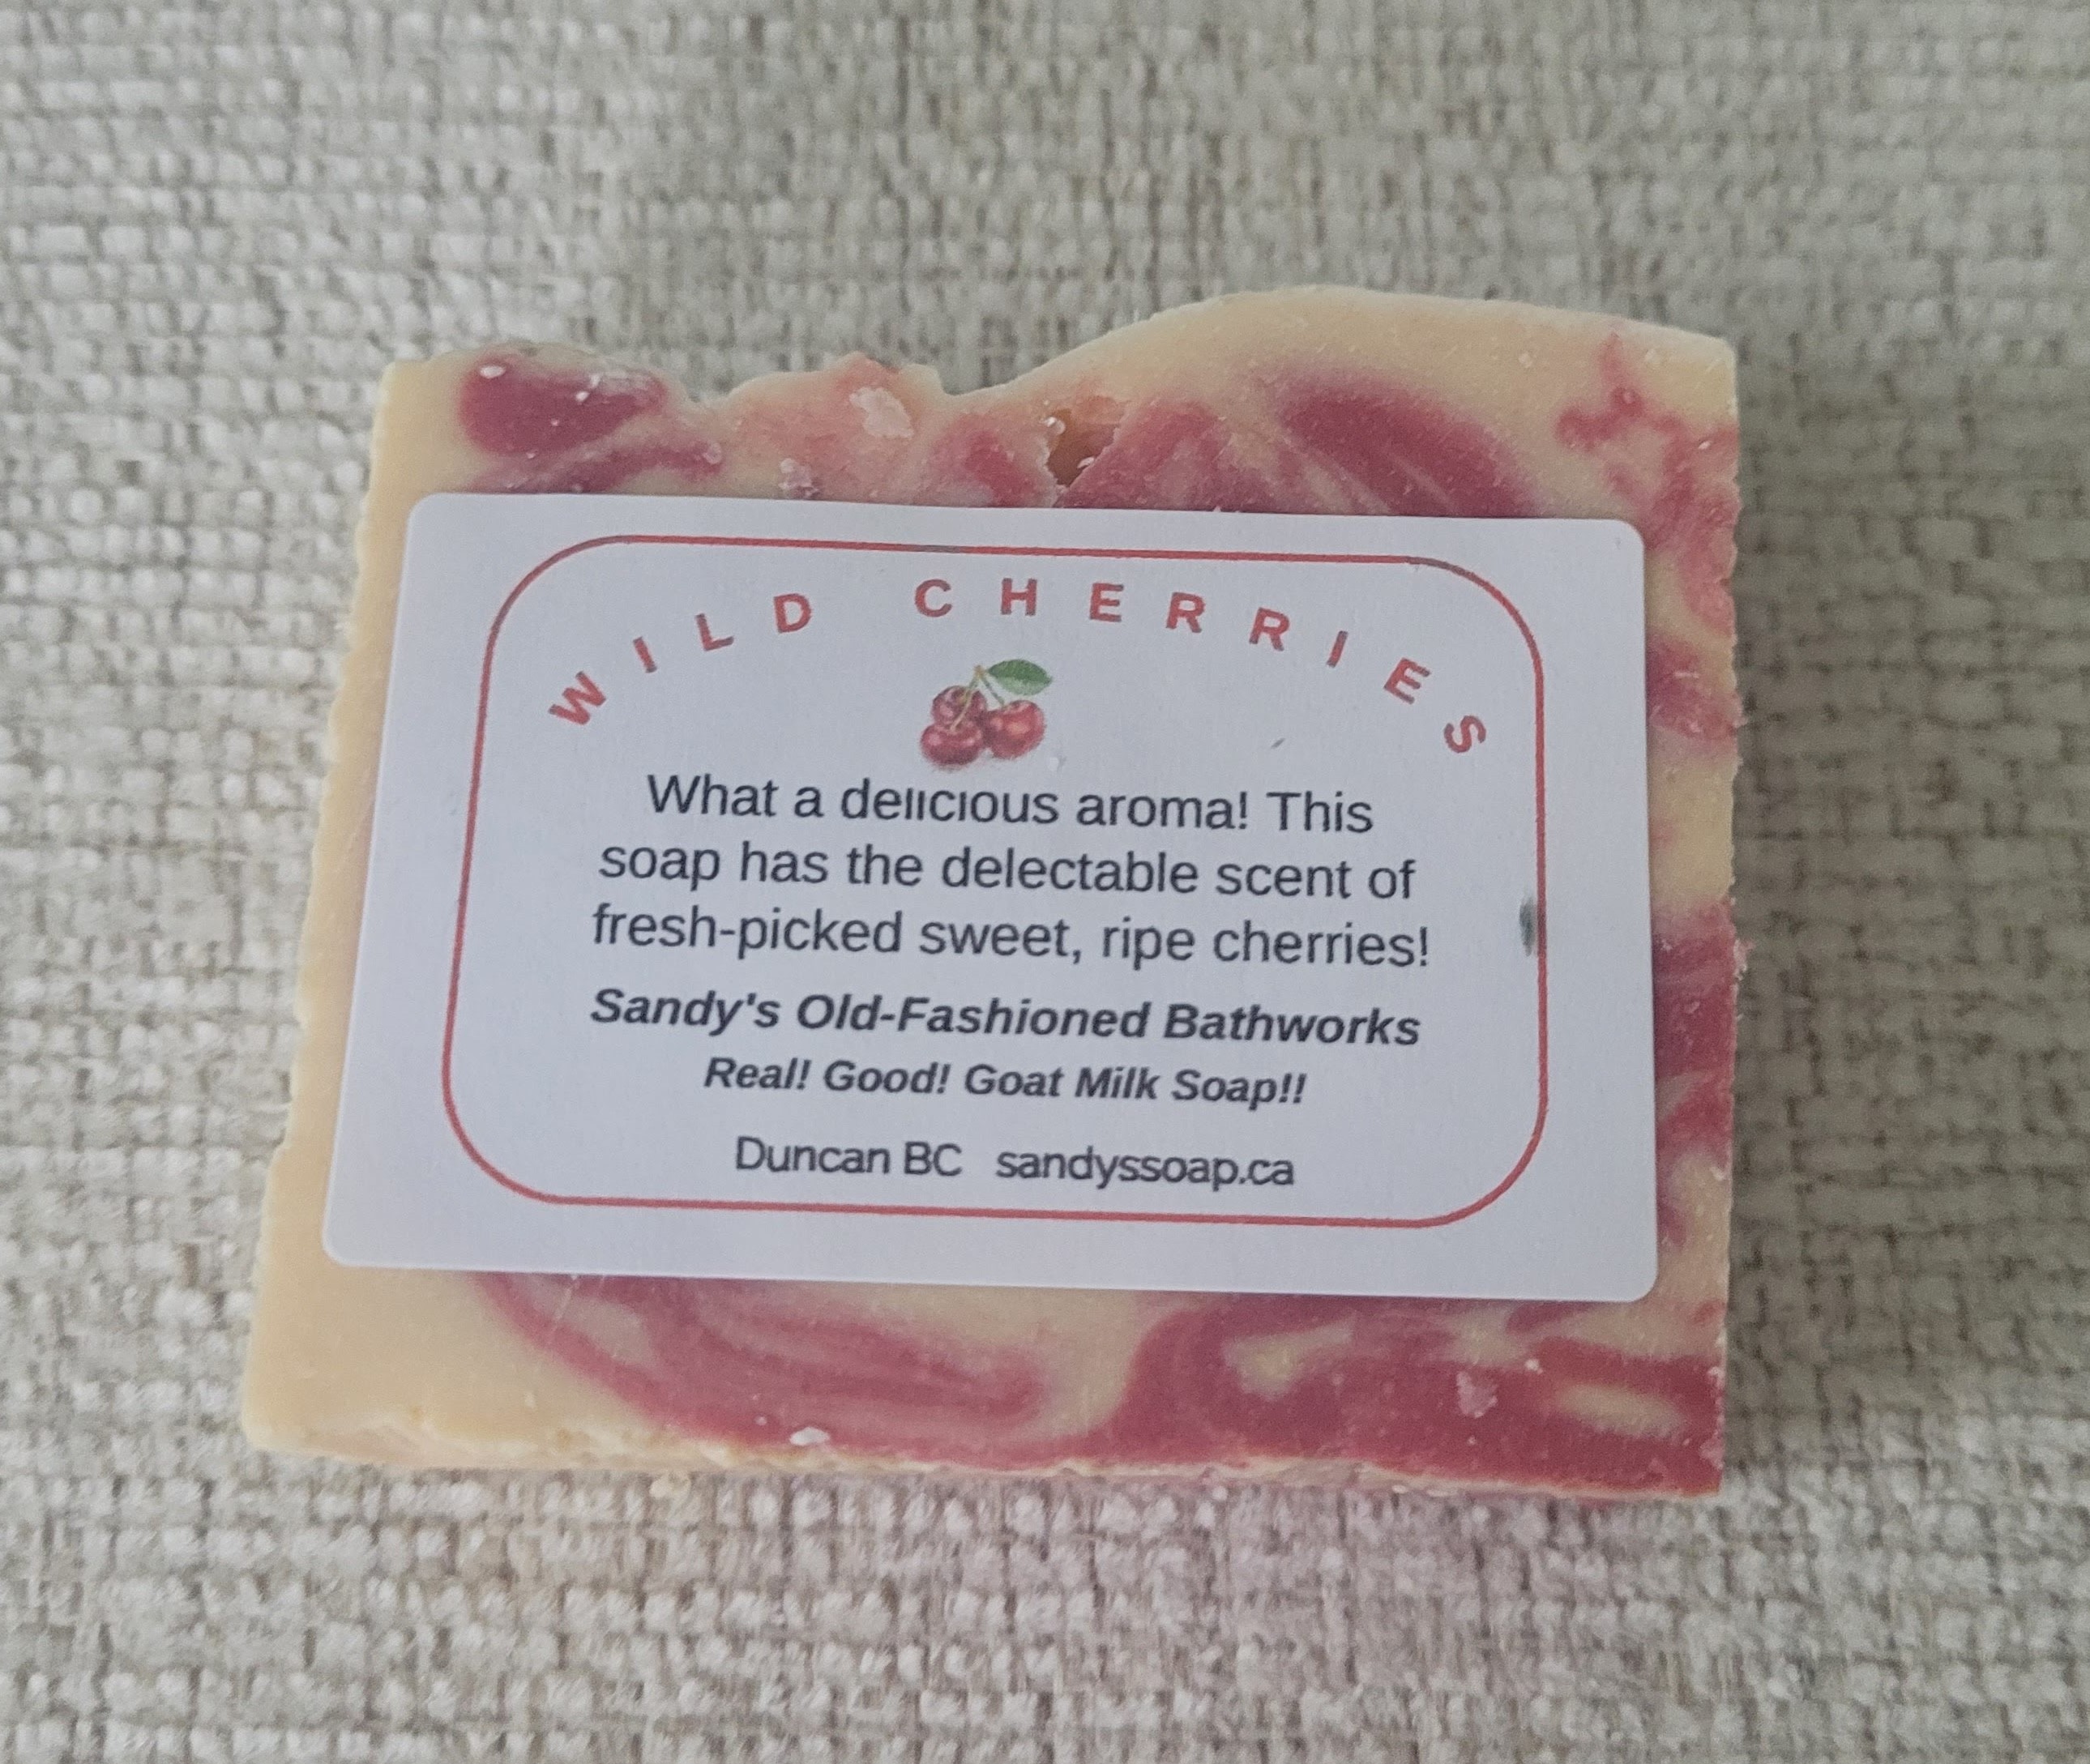 WILD CHERRIES
What a delicious aroma! This
soap has the delectable scent of
fresh-picked sweet, ripe cherries!
Sandy's Old-Fashioned Bathworks
Real! Good! Goat Milk Soap!!
Duncan BC sandyssoap.ca